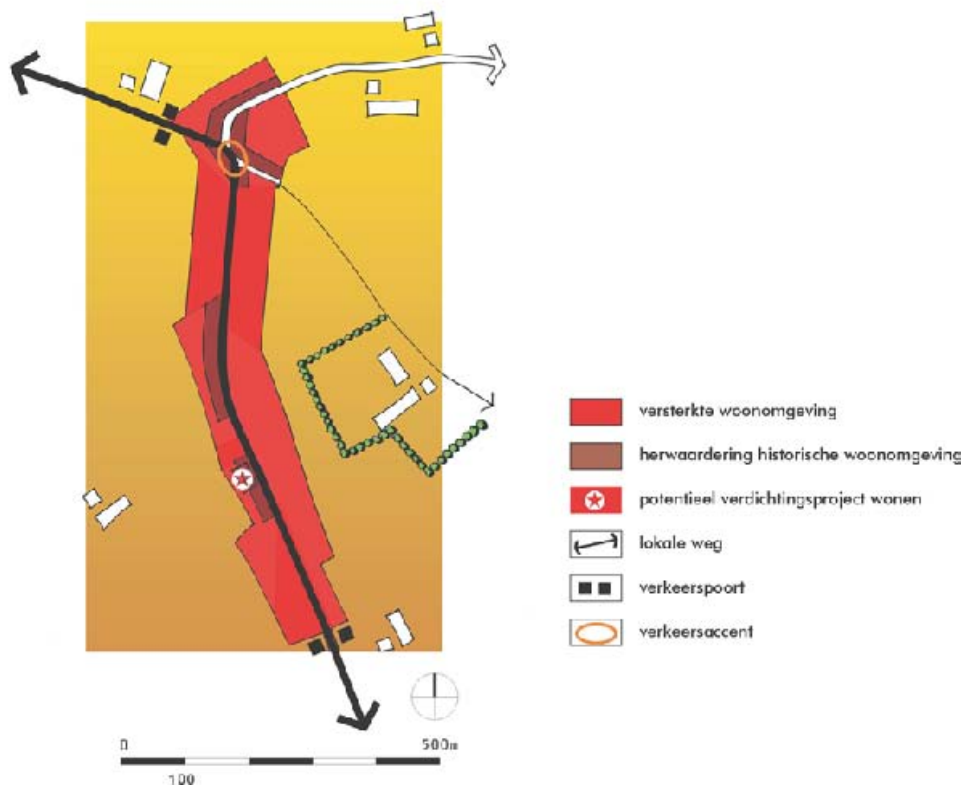 versterkte woonomgeving
herwaardering historische woonomgeving
potentieel verdichtingsproject wonen
lokale weg
verkeerspoort
verkeersaccent
0 500m
100